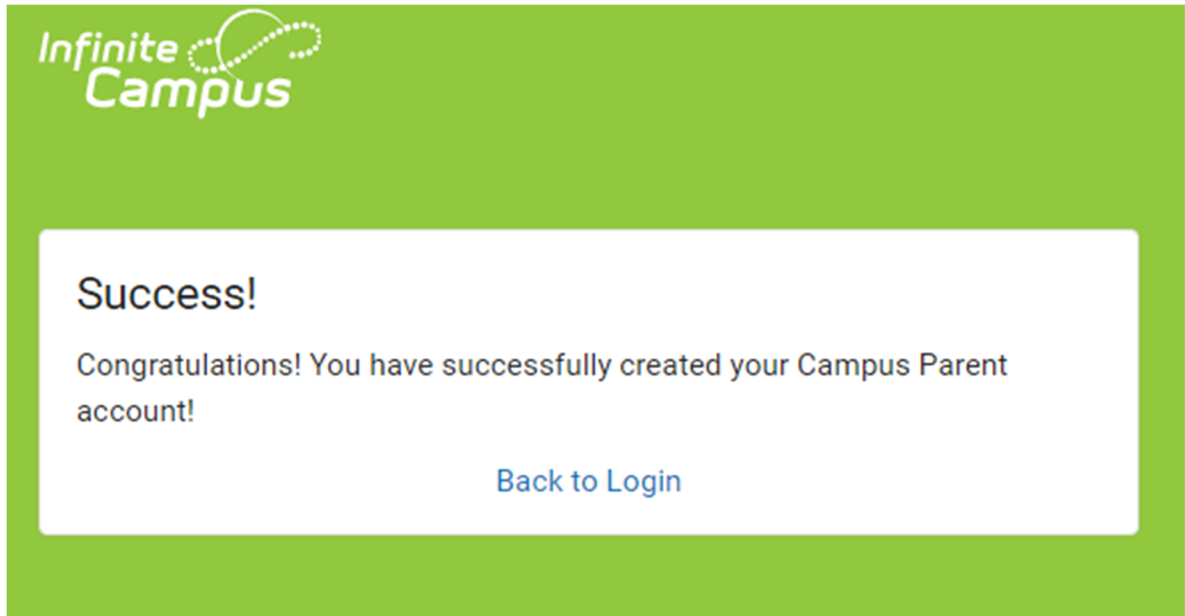 Infinite
Campus
Success!
Congratulations! You have successfully created your Campus Parent
account!
Back to Login